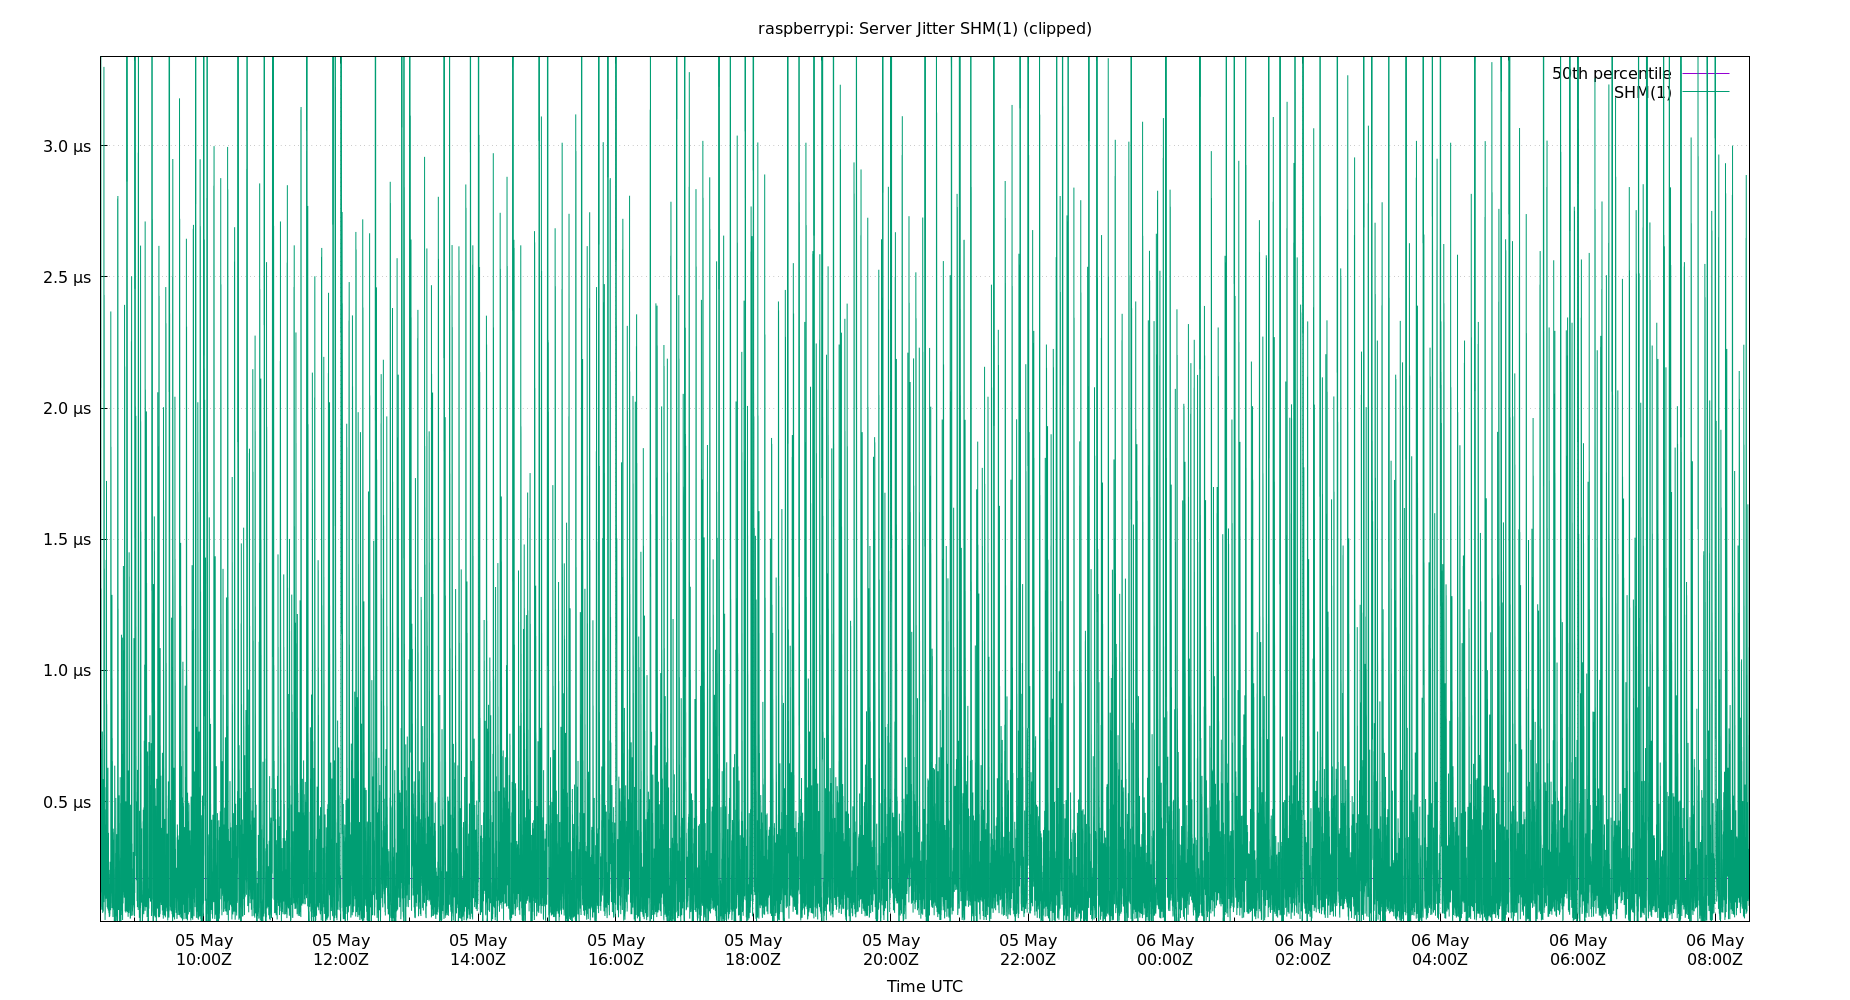 raspberrypi: Server Jitter SHM(1) (clipped)
50th percentile
SHM(1)
3.0 µs
2.5 µs
2.0 µs
1.5 µs
1.0 µs
0.5 µs
05 May 05 May 05 May 05 May 05 May 05 May 05 May 06 May 06 May 06 May 06 May 06 May
10:00Z 12:00Z 14:00Z 16:00Z 18:00Z 20:00Z 22:00Z 00:00Z 02:00Z 04:00Z 06:00Z 08:00Z
Time UTC